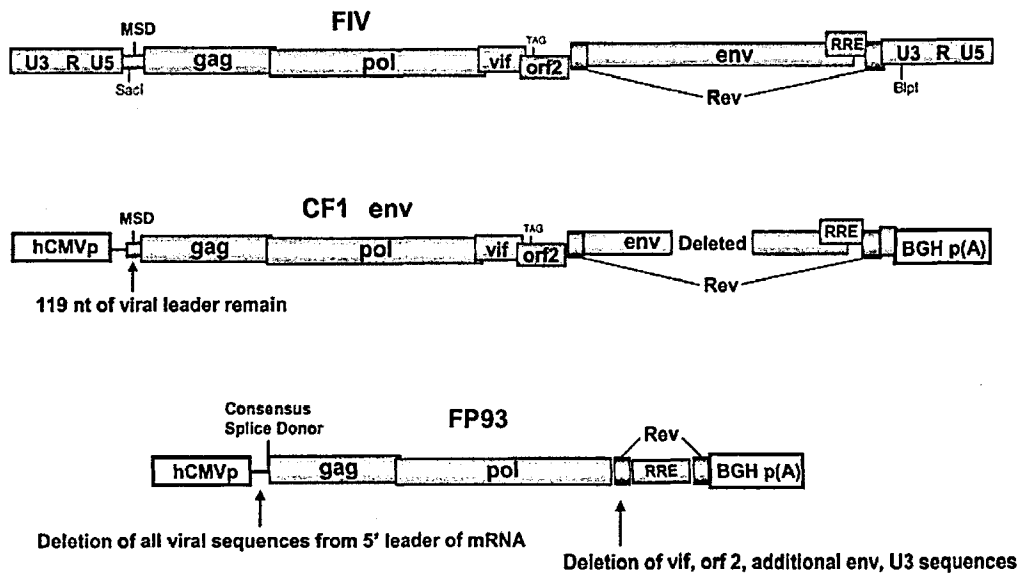 FIV
MSD
TAG
RRE
U3 R U5 gag pol vif orf2 env U3 R U5
SacI
Rev
BlpI
CF1 env
MSD
TAG
RRE
hCMVp gag pol vif orf2 env Deleted BGH p(A)
Rev
119 nt of viral leader remain
Consensus
Splice Donor
FP93
Rev
hCMVp gag pol RRE BGH p(A)
Deletion of all viral sequences from 5' leader of mRNA
Deletion of vif, orf 2, additional env, U3 sequences